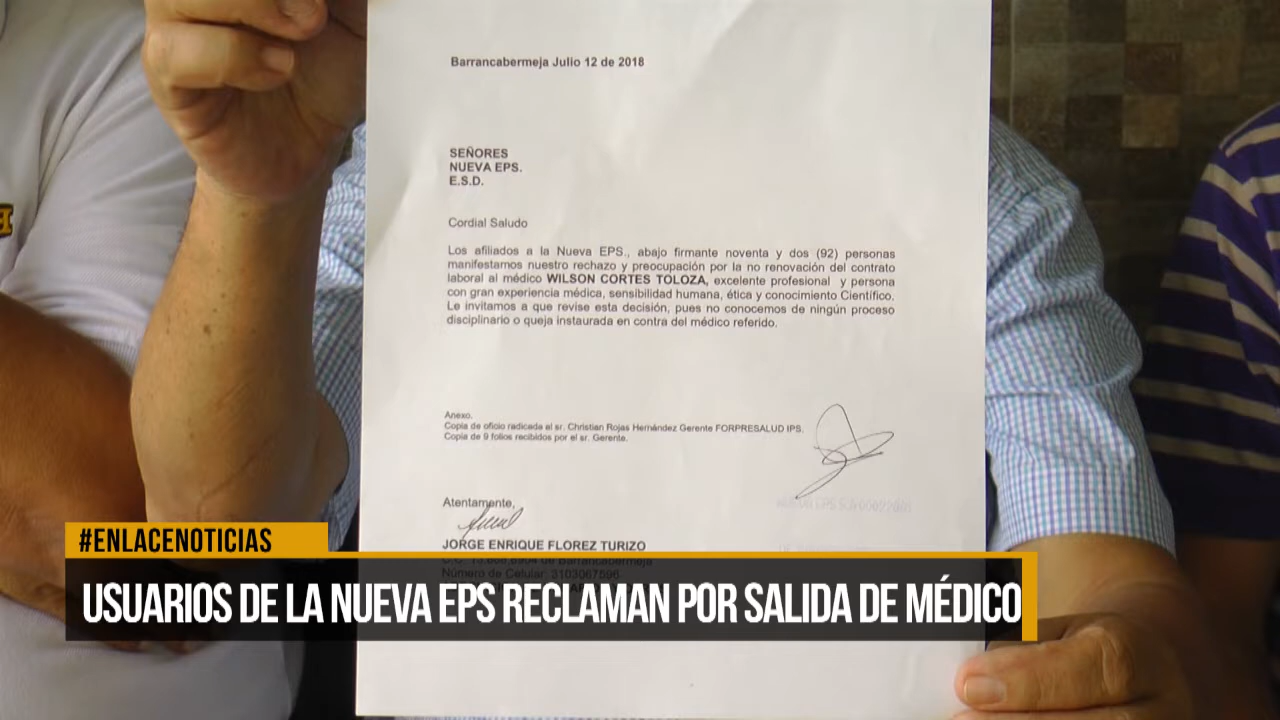 Barrancabermeja Julio 12 de 2018
SEÑORES
NUEVA EPS.
E.S.D.
Cordial Saludo
Los afiliados a la Nueva EPS., abajo firmante noventa y dos (92) personas
manifestamos nuestro rechazo y preocupación por la no renovación del contrato
laboral al médico WILSON CORTES TOLOZA, excelente profesional y persona
con gran experiencia médica, sensibilidad humana, ética y conocimiento Científico.
Le invitamos a que revise esta decisión, pues no conocemos de ningún proceso
disciplinario o queja instaurada en contra del médico referido.
Anexo.
Copia de oficio radicada al sr. Christian Rojas Hernández Gerente FORPRESALUD IPS.
Copia de 9 folios recibidos por el sr. Gerente.
Atentamente,
JORGE ENRIQUE FLOREZ TURIZO
de Barrancabermeja
Número de Celular: 3103067596
#ENLACENOTICIAS
USUARIOS DE LA NUEVA EPS RECLAMAN POR SALIDA DE MÉDICO